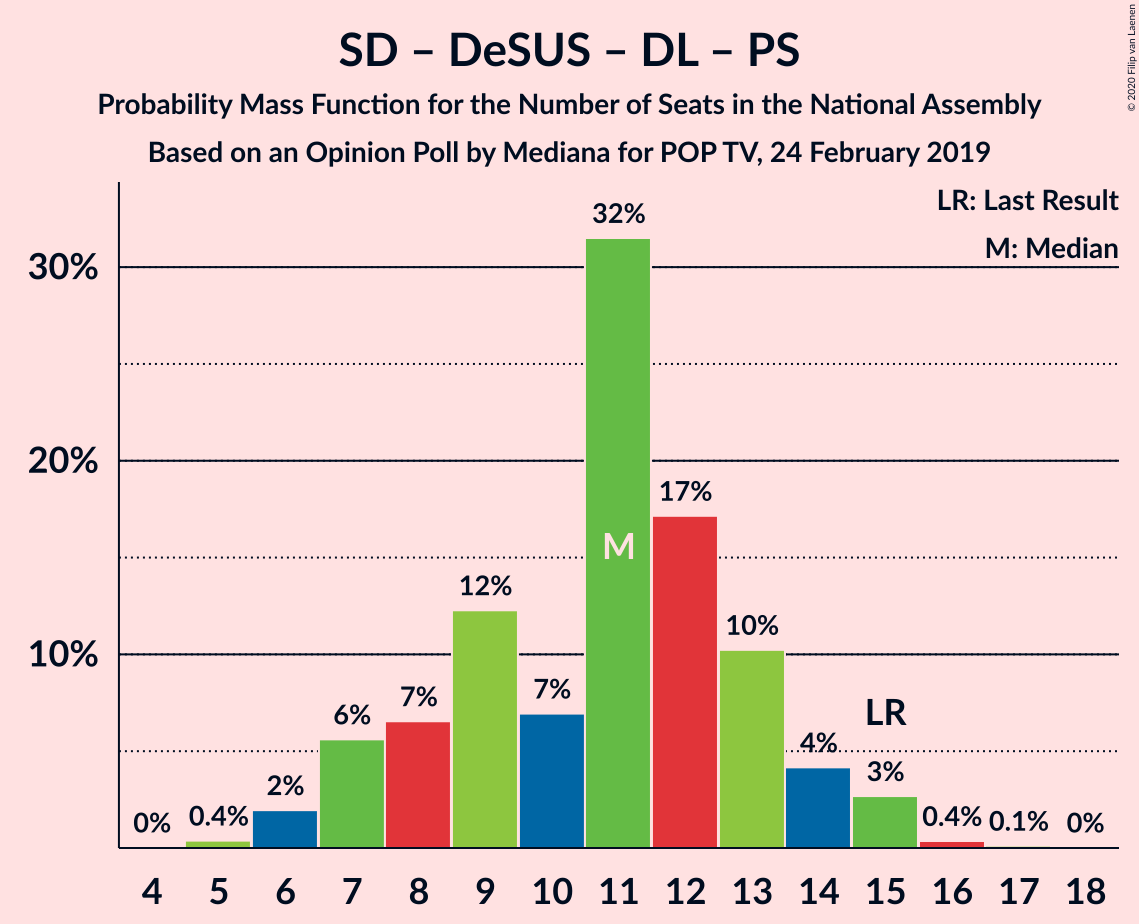 SD – DeSUS – DL – PS
Probability Mass Function for the Number of Seats in the National Assembly
Based on an Opinion Poll by Mediana for POP TV, 24 February 2019
© 2020 Filip van Laenen
LR: Last Result
M: Median
30%
20%
10%
0%
0.4%
2%
6%
7%
12%
7%
32%
M
17%
10%
4%
LR
3%
0.4%
0.1%
0%
4 5 6 7 8 9 10 11 12 13 14 15 16 17 18